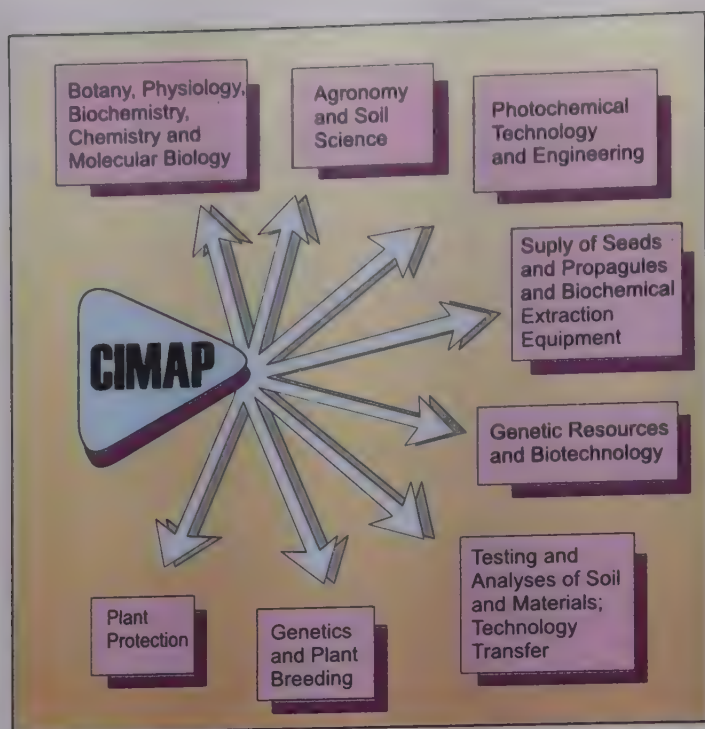 Botany, Physiology,
Biochemistry,
Chemistry and
Molecular Biology
Agronomy
and Soil
Science
Photochemical
Technology
and Engineering
Suply of Seeds
and Propagules
and Biochemical
Extraction
Equipment
CIMAP
Genetic Resources
and Biotechnology
Testing and
Analyses of Soil
and Materials;
Technology
Transfer
Plant
Protection
Genetics
and Plant
Breeding